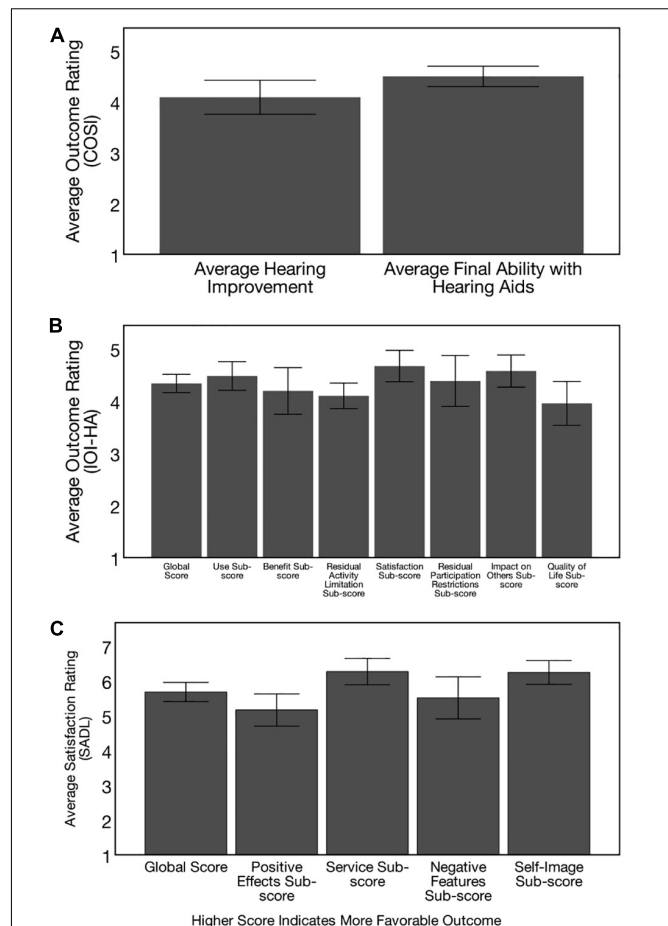 A
Average Outcome Rating
(COSI)
5
4
3
2
1
Average Hearing
Improvement
Average Final Ability with
Hearing Aids
B
Average Outcome Rating
(IOI-HA)
5
4
3
2
1
Global
Score
Use Sub-
score
Benefit Sub-
score
Residual
Activity
Limitation
Sub-score
Satisfaction
Sub-score
Residual
Participation
Restrictions
Sub-score
Impact on
Others Sub-
score
Quality of
Life Sub-
score
C
Average Satisfaction Rating
(SADL)
7
6
5
4
3
2
1
Global Score
Positive
Effects Sub-
score
Service Sub-
score
Negative
Features
Sub-score
Self-Image
Sub-score
Higher Score Indicates More Favorable Outcome